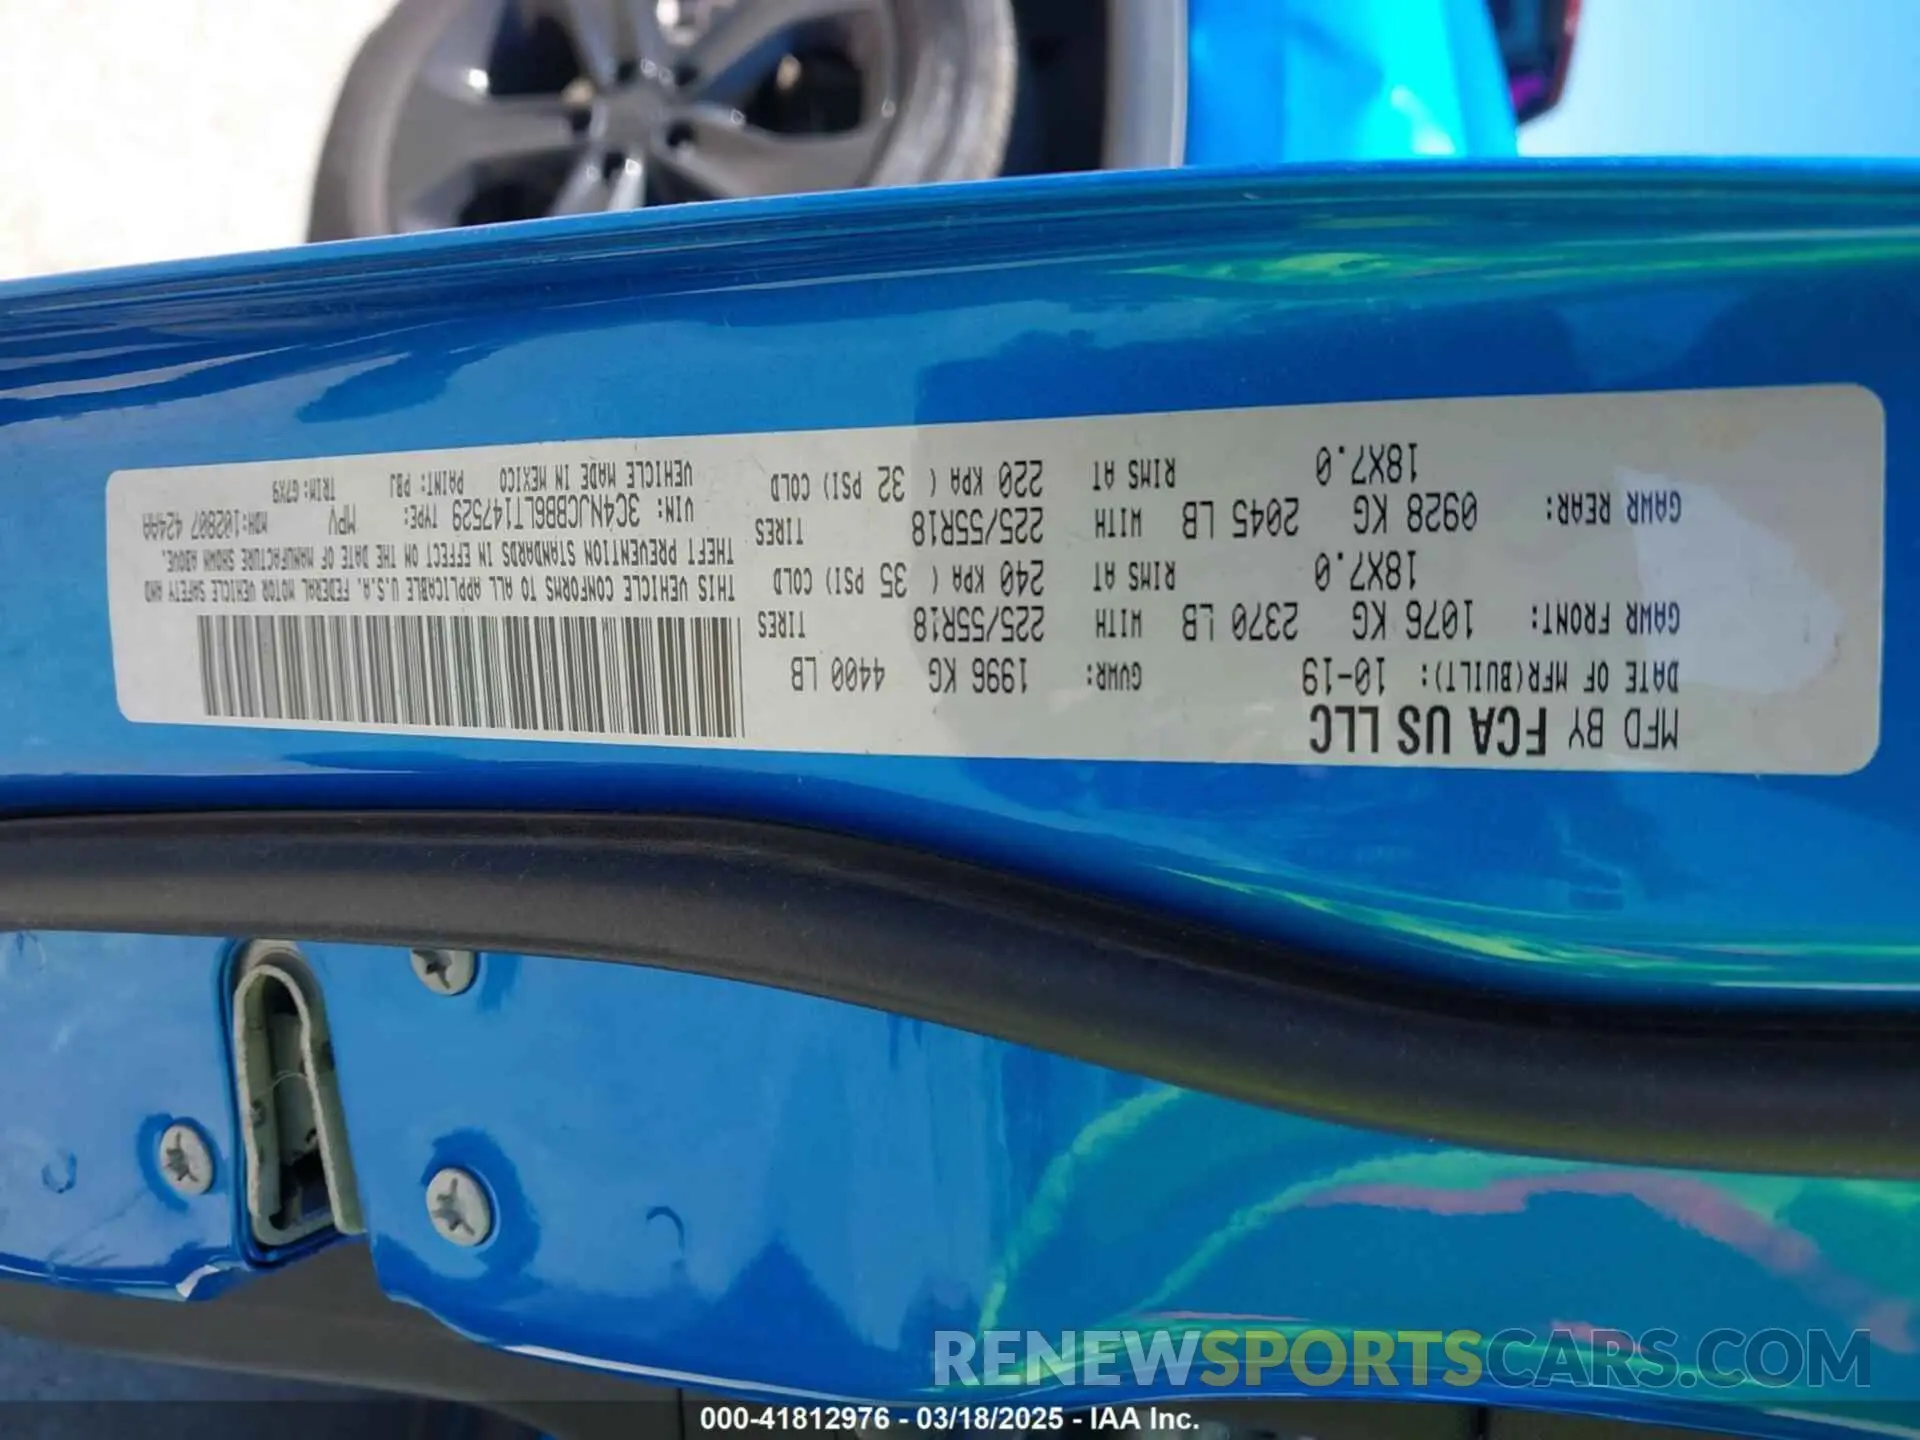 MFD BY FCA US LLC
DATE OF MFR(BUILT): 10-19 GVWR: 1996 KG 4400 LB
GAWR FRONT: 1076 KG 2370 LB WITH 225/55R18 TIRES
18X7.0 RIMS AT 240 KPA ( 35 PSI) COLD
GAWR REAR: 0928 KG 2045 LB WITH 225/55R18 TIRES
18X7.0 RIMS AT 220 KPA ( 32 PSI) COLD
THIS VEHICLE CONFORMS TO ALL APPLICABLE U.S.A. FEDERAL MOTOR VEHICLE SAFETY AND
THEFT PREVENTION STANDARDS IN EFFECT ON THE DATE OF MANUFACTURE SHOWN ABOVE.
VIN: 3C4NJCBB6LT147529 TYPE: MPV MDH:102807 424AA
VEHICLE MADE IN MEXICO PAINT: PBJ TRIM: G7X9
RENEWSPORTSCARS.COM
000-41812976 - 03/18/2025 - IAA Inc.